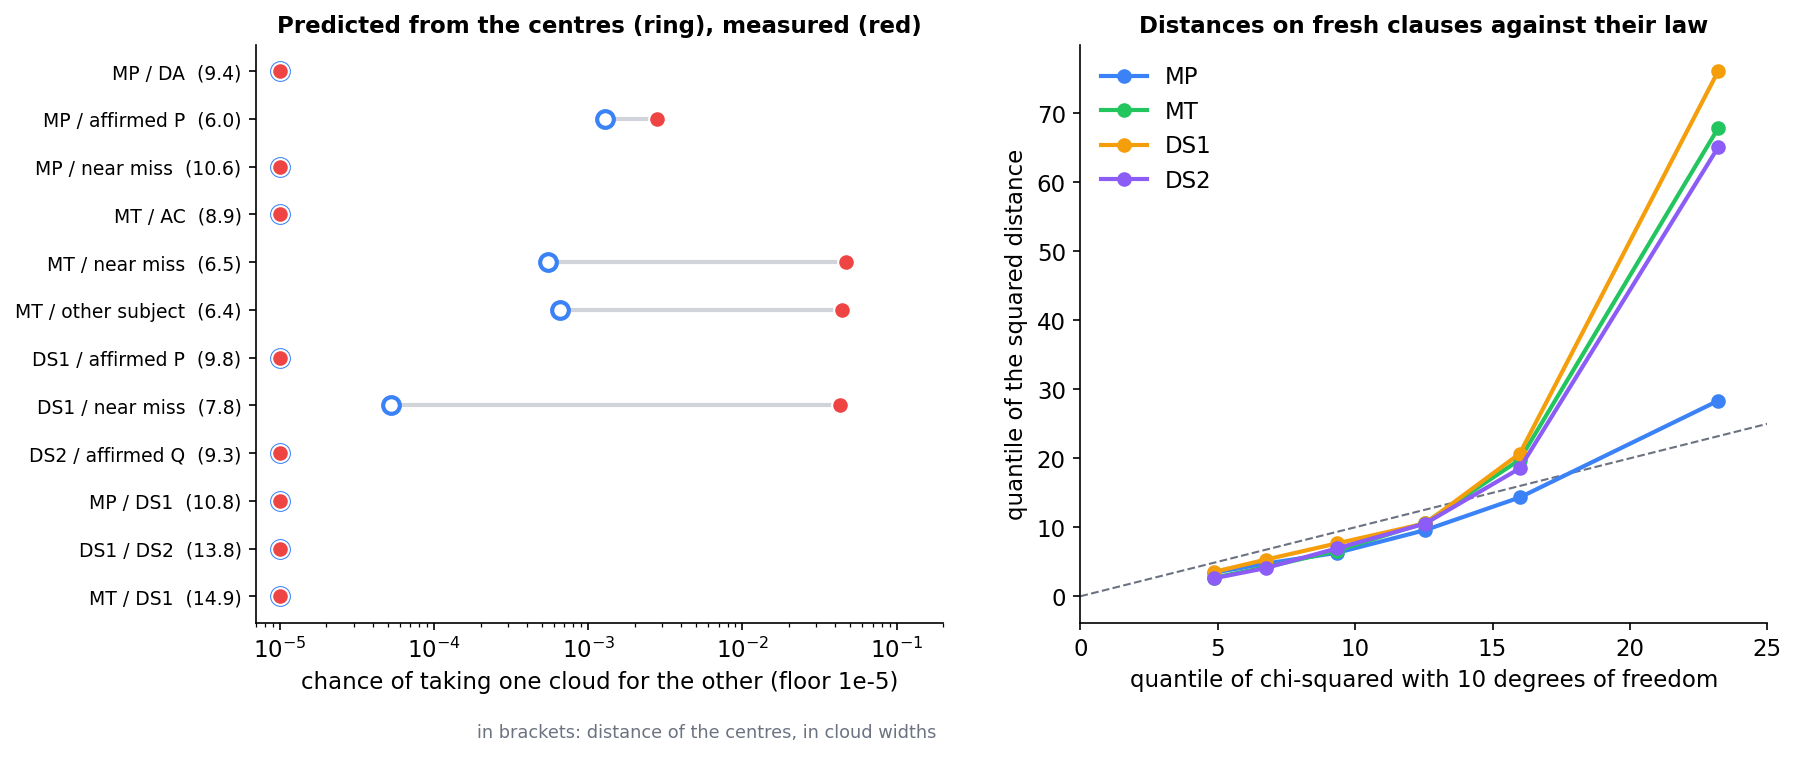 Predicted from the centres (ring), measured (red)
MP / DA (9.4)
MP / affirmed P (6.0)
MP / near miss (10.6)
MT / AC (8.9)
MT / near miss (6.5)
MT / other subject (6.4)
DS1 / affirmed P (9.8)
DS1 / near miss (7.8)
DS2 / affirmed Q (9.3)
MP / DS1 (10.8)
DS1 / DS2 (13.8)
MT / DS1 (14.9)
10⁻⁵ 10⁻⁴ 10⁻³ 10⁻² 10⁻¹
chance of taking one cloud for the other (floor 1e-5)
in brackets: distance of the centres, in cloud widths
Distances on fresh clauses against their law
MP
MT
DS1
DS2
quantile of the squared distance
70
60
50
40
30
20
10
0
0 5 10 15 20 25
quantile of chi-squared with 10 degrees of freedom